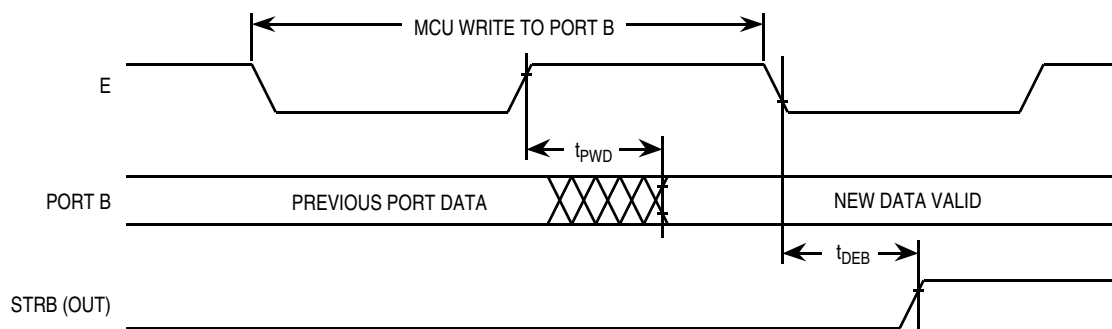 MCU WRITE TO PORT B
E
tPWD
PORT B
PREVIOUS PORT DATA
NEW DATA VALID
tDEB
STRB (OUT)